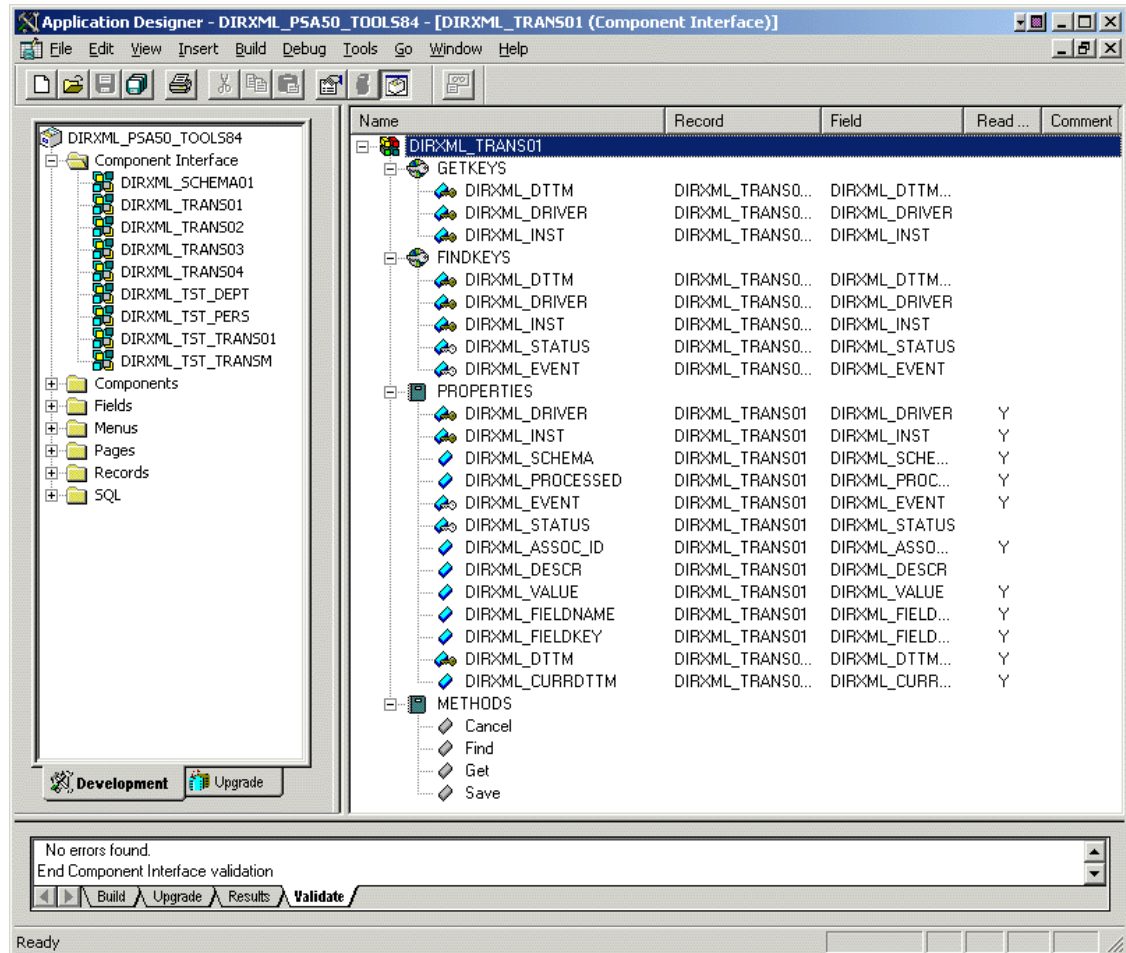 Application Designer - DIRXML_PSA50_TOOLS84 - [DIRXML_TRANS01 (Component Interface)]
File Edit View Insert Build Debug Tools Go Window Help
DIRXML_PSA50_TOOLS84
Component Interface
DIRXML_SCHEMA01
DIRXML_TRANS01
DIRXML_TRANS02
DIRXML_TRANS03
DIRXML_TRANS04
DIRXML_TST_DEPT
DIRXML_TST_PERS
DIRXML_TST_TRANS01
DIRXML_TST_TRANSM
Components
Fields
Menus
Pages
Records
SQL
Development Upgrade
Name Record Field Read ... Comment
DIRXML_TRANS01
GETKEYS
DIRXML_DTTM DIRXML_TRANS0... DIRXML_DTTM...
DIRXML_DRIVER DIRXML_TRANS0... DIRXML_DRIVER
DIRXML_INST DIRXML_TRANS0... DIRXML_INST
FINDKEYS
DIRXML_DTTM DIRXML_TRANS0... DIRXML_DTTM...
DIRXML_DRIVER DIRXML_TRANS0... DIRXML_DRIVER
DIRXML_INST DIRXML_TRANS0... DIRXML_INST
DIRXML_STATUS DIRXML_TRANS0... DIRXML_STATUS
DIRXML_EVENT DIRXML_TRANS0... DIRXML_EVENT
PROPERTIES
DIRXML_DRIVER DIRXML_TRANS01 DIRXML_DRIVER Y
DIRXML_INST DIRXML_TRANS01 DIRXML_INST Y
DIRXML_SCHEMA DIRXML_TRANS01 DIRXML_SCHE... Y
DIRXML_PROCESSED DIRXML_TRANS01 DIRXML_PROC... Y
DIRXML_EVENT DIRXML_TRANS01 DIRXML_EVENT Y
DIRXML_STATUS DIRXML_TRANS01 DIRXML_STATUS
DIRXML_ASSOC_ID DIRXML_TRANS01 DIRXML_ASSO... Y
DIRXML_DESCR DIRXML_TRANS01 DIRXML_DESCR
DIRXML_VALUE DIRXML_TRANS01 DIRXML_VALUE Y
DIRXML_FIELDNAME DIRXML_TRANS01 DIRXML_FIELD... Y
DIRXML_FIELDKEY DIRXML_TRANS01 DIRXML_FIELD... Y
DIRXML_DTTM DIRXML_TRANS0... DIRXML_DTTM... Y
DIRXML_CURRDTTM DIRXML_TRANS0... DIRXML_CURR... Y
METHODS
Cancel
Find
Get
Save
No errors found.
End Component Interface validation
Build Upgrade Results Validate
Ready